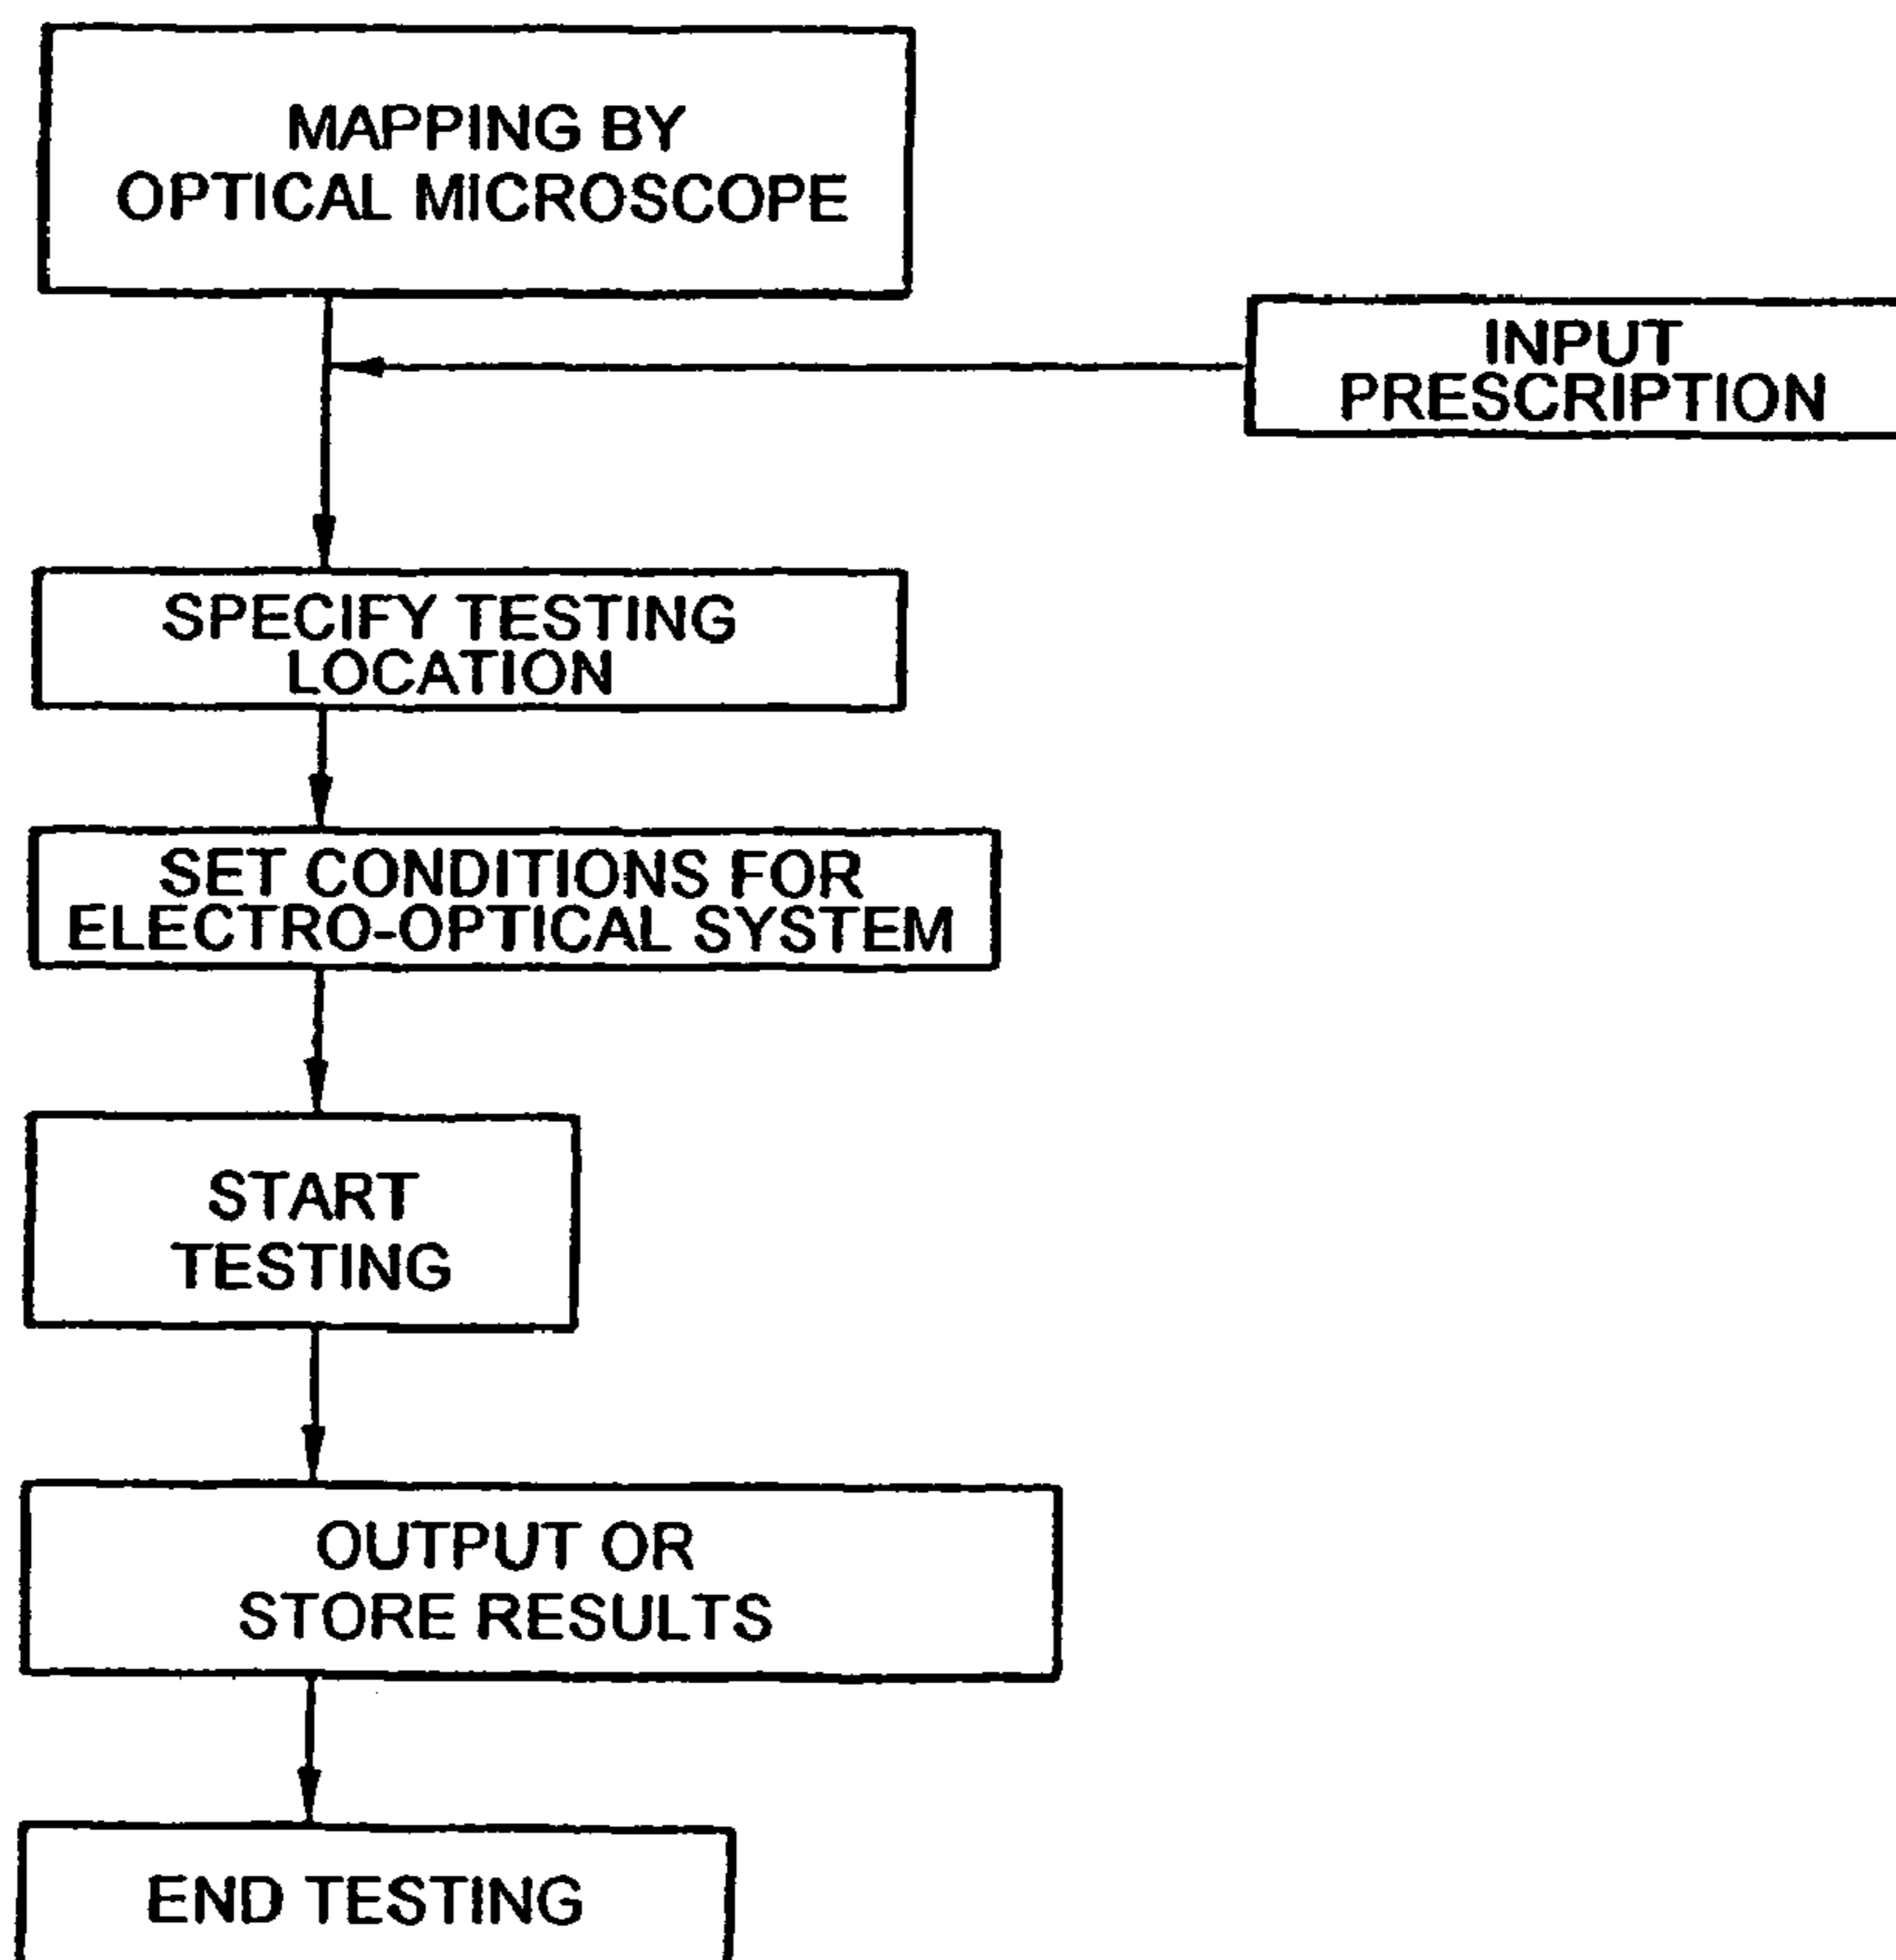 MAPPING BY
OPTICAL MICROSCOPE
INPUT
PRESCRIPTION
SPECIFY TESTING
LOCATION
SET CONDITIONS FOR
ELECTRO-OPTICAL SYSTEM
START
TESTING
OUTPUT OR
STORE RESULTS
END TESTING